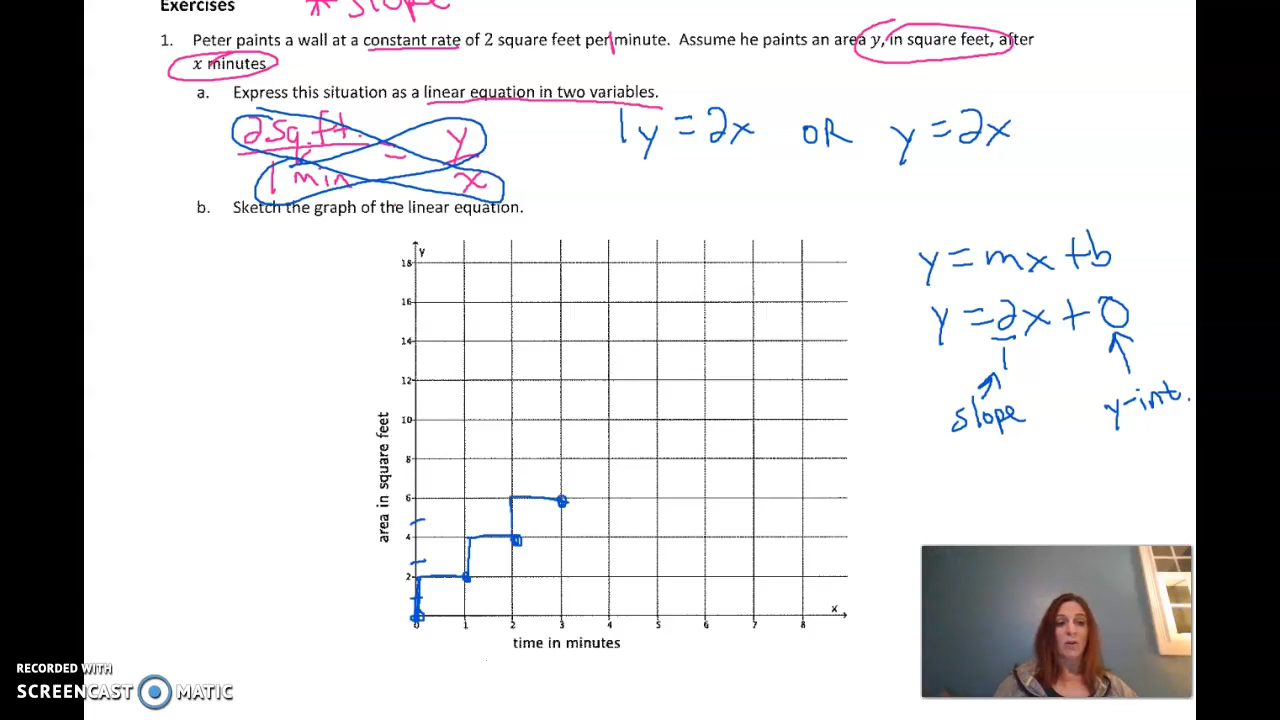 Exercises
* slope
1. Peter paints a wall at a constant rate of 2 square feet per minute. Assume he paints an area y, in square feet, after
x minutes.
a. Express this situation as a linear equation in two variables.
2 sq. ft. = y
1 min x
1y = 2x OR y = 2x
b. Sketch the graph of the linear equation.
y = mx + b
y = 2x + 0
1
slope
y-int.
y
18
16
14
12
10
8
6
4
2
area in square feet
x
0 1 2 3 4 5 6 7 8
time in minutes
RECORDED WITH
SCREENCAST MATIC